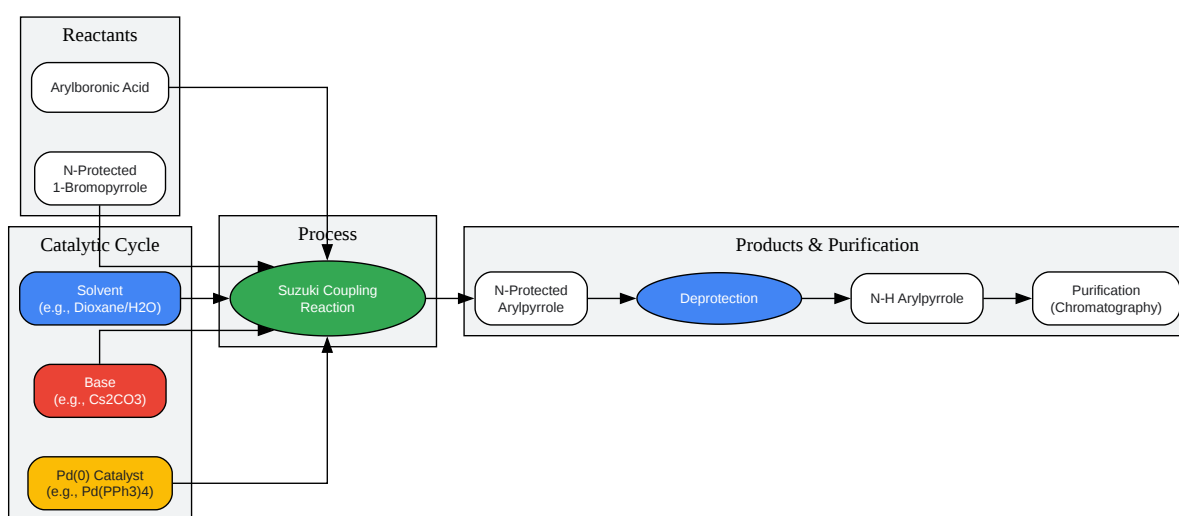 Reactants
Arylboronic Acid
N-Protected
1-Bromopyrrole
Catalytic Cycle
Solvent
(e.g., Dioxane/H2O)
Base
(e.g., Cs2CO3)
Pd(0) Catalyst
(e.g., Pd(PPh3)4)
Process
Suzuki Coupling
Reaction
Products & Purification
N-Protected
Arylpyrrole
Deprotection
N-H Arylpyrrole
Purification
(Chromatography)